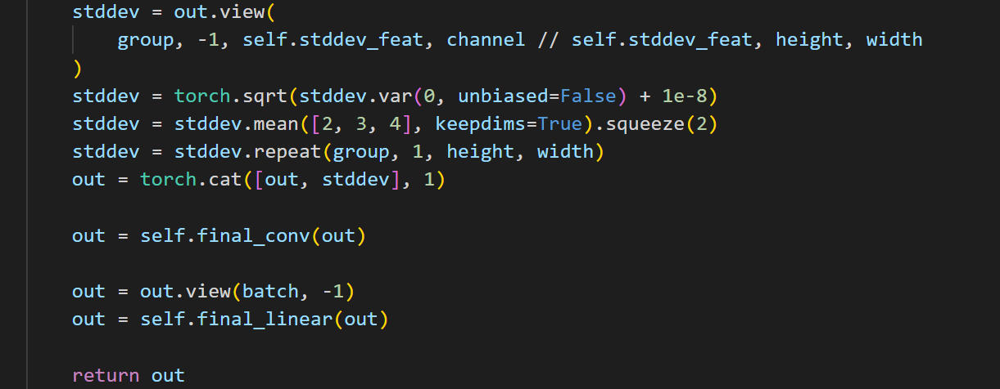 stddev = out.view(
    group, -1, self.stddev_feat, channel // self.stddev_feat, height, width
)
stddev = torch.sqrt(stddev.var(0, unbiased=False) + 1e-8)
stddev = stddev.mean([2, 3, 4], keepdims=True).squeeze(2)
stddev = stddev.repeat(group, 1, height, width)
out = torch.cat([out, stddev], 1)

out = self.final_conv(out)

out = out.view(batch, -1)
out = self.final_linear(out)

return out